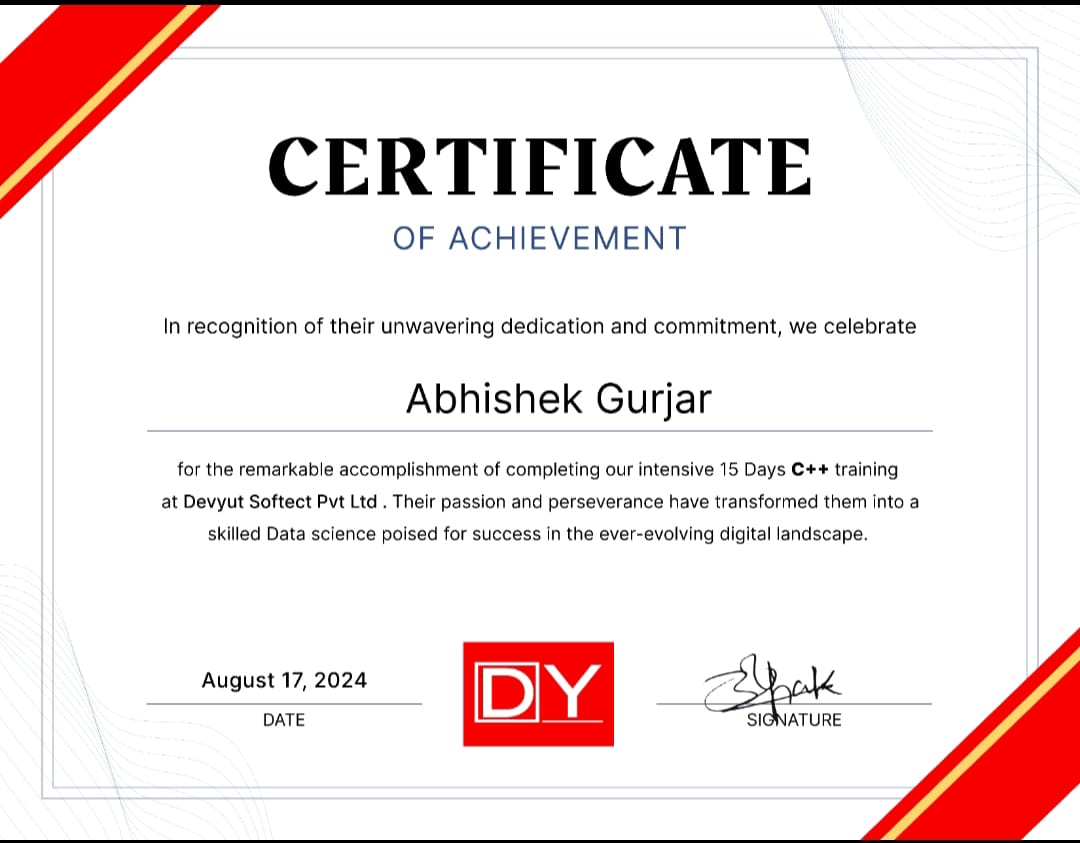 CERTIFICATE
OF ACHIEVEMENT
In recognition of their unwavering dedication and commitment, we celebrate
Abhishek Gurjar
for the remarkable accomplishment of completing our intensive 15 Days C++ training
at Devyut Softect Pvt Ltd . Their passion and perseverance have transformed them into a
skilled Data science poised for success in the ever-evolving digital landscape.
August 17, 2024
DATE
DY
SIGNATURE